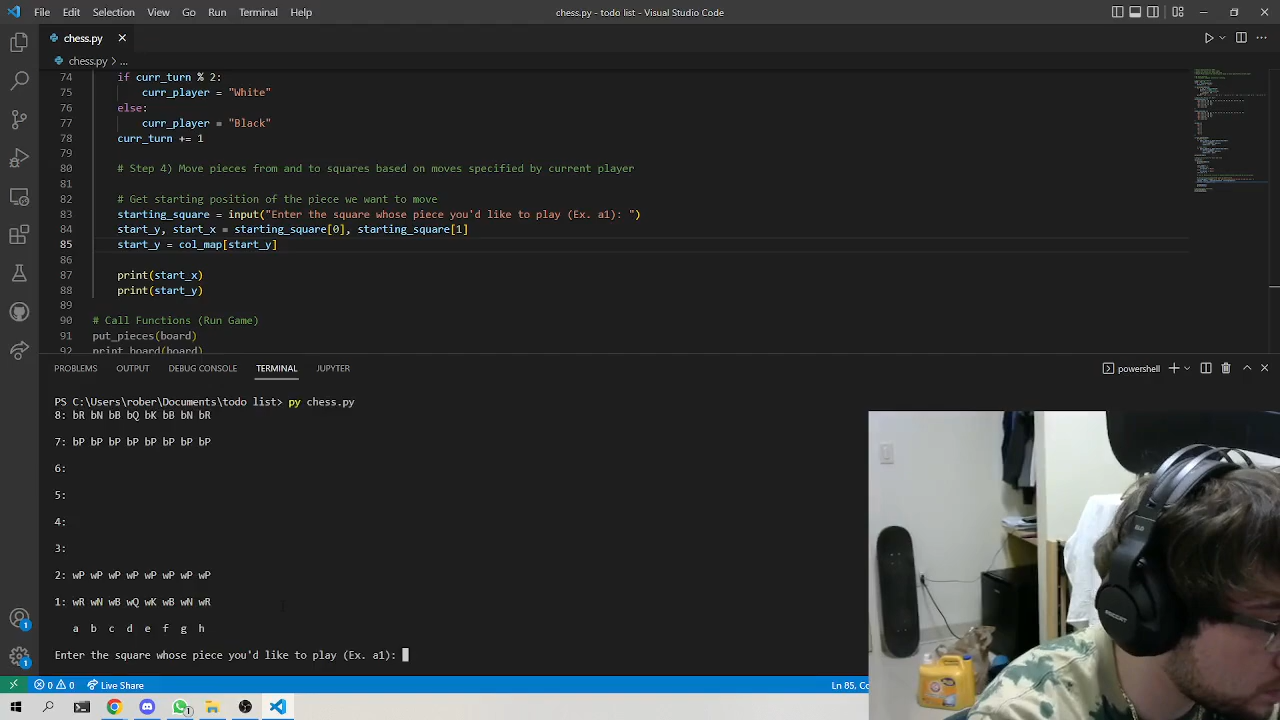 File Edit Selection View Go Run Terminal Help
chess.py - todo list - Visual Studio Code
chess.py
chess.py > ...
74 if curr_turn % 2:
75 curr_player = "White"
76 else:
77 curr_player = "Black"
78 curr_turn += 1
79
80 # Step 4) Move pieces from and to squares based on moves specified by current player
81
82 # Get starting position of the piece we want to move
83 starting_square = input("Enter the square whose piece you'd like to play (Ex. a1): ")
84 start_y, start_x = starting_square[0], starting_square[1]
85 start_y = col_map[start_y]
86
87 print(start_x)
88 print(start_y)
89
90 # Call Functions (Run Game)
91 put_pieces(board)
92 print_board(board)
PROBLEMS OUTPUT DEBUG CONSOLE TERMINAL JUPYTER
powershell
PS C:\Users\rober\Documents\todo list> py chess.py
8: bR bN bB bQ bK bB bN bR
7: bP bP bP bP bP bP bP bP
6:
5:
4:
3:
2: wP wP wP wP wP wP wP wP
1: wR wN wB wQ wK wB wN wR
a b c d e f g h
Enter the square whose piece you'd like to play (Ex. a1):
1
1
0 0 Live Share
Ln 85, Co
1